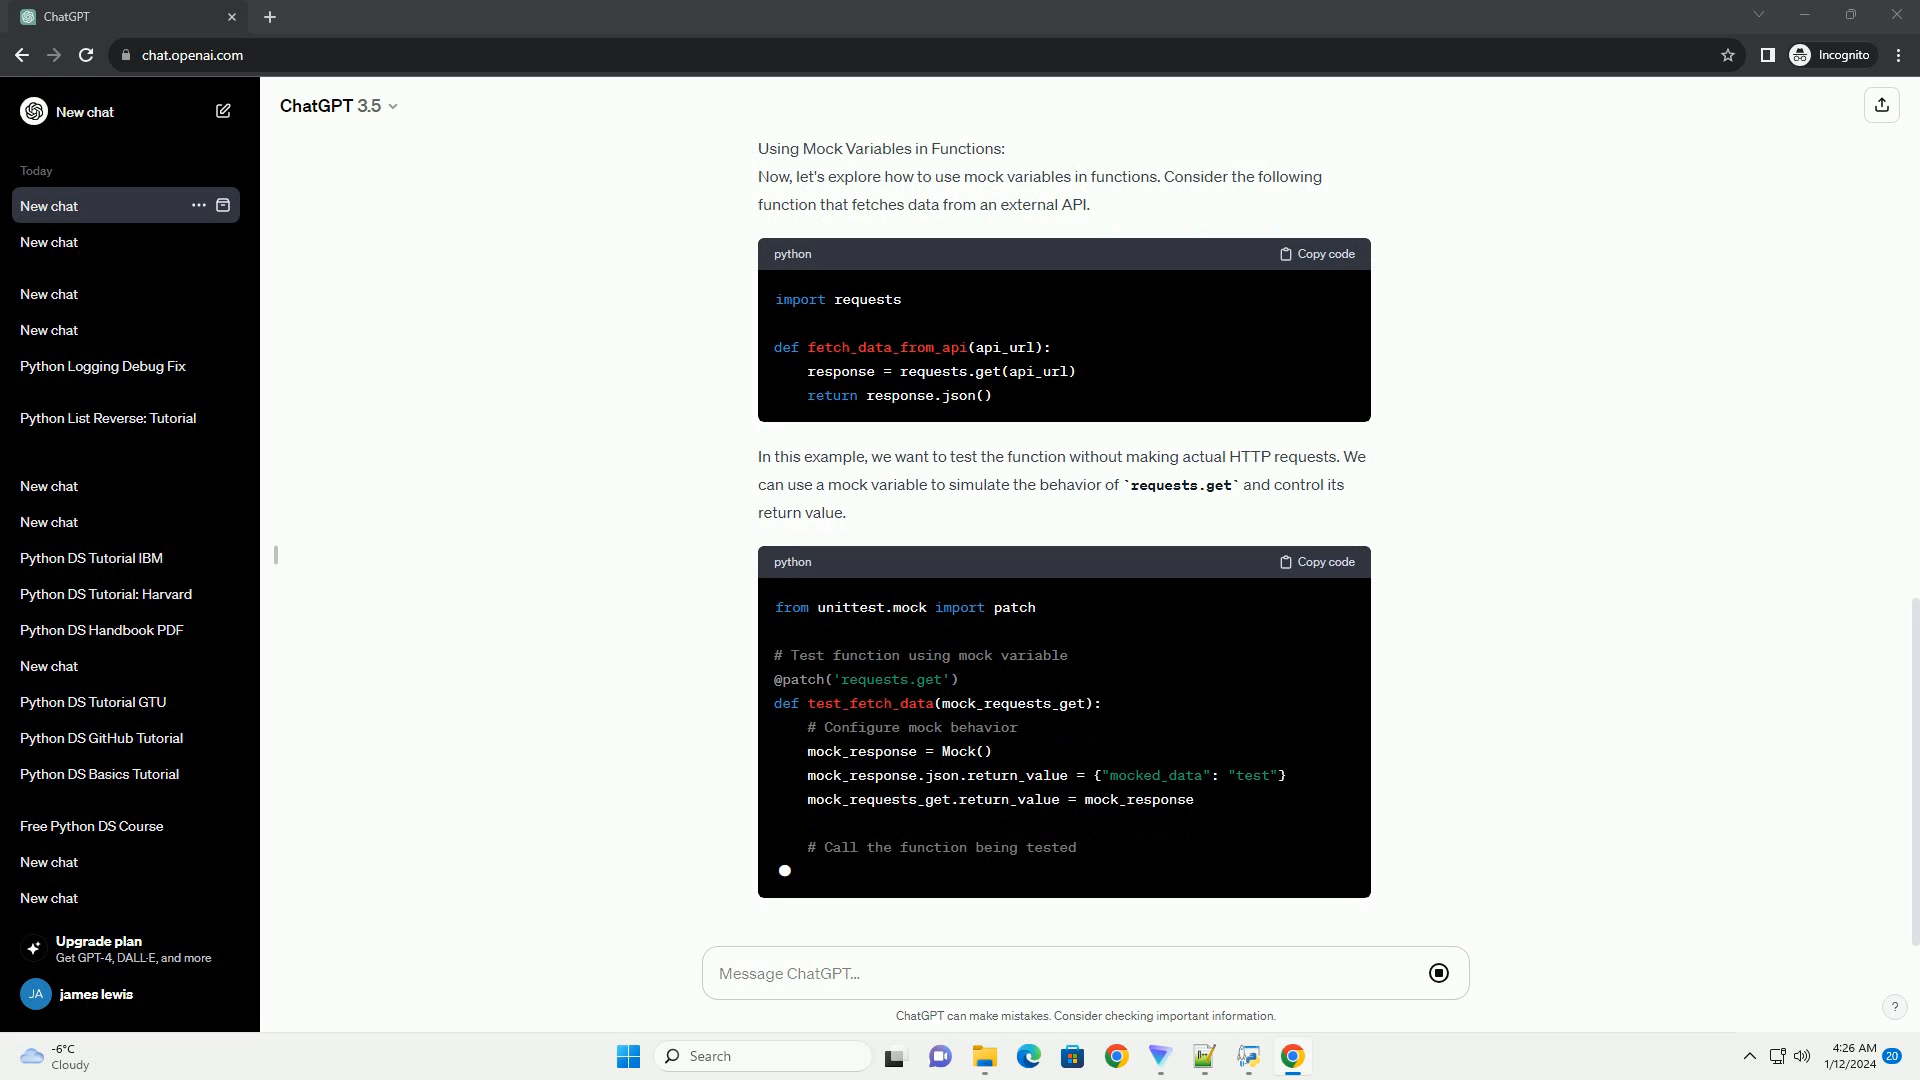 ChatGPT
chat.openai.com
Incognito
New chat
ChatGPT 3.5
Today
New chat
New chat
New chat
New chat
Python Logging Debug Fix
Python List Reverse: Tutorial
New chat
New chat
Python DS Tutorial IBM
Python DS Tutorial: Harvard
Python DS Handbook PDF
New chat
Python DS Tutorial GTU
Python DS GitHub Tutorial
Python DS Basics Tutorial
Free Python DS Course
New chat
New chat
Upgrade plan
Get GPT-4, DALL·E, and more
JA james lewis
Using Mock Variables in Functions:
Now, let's explore how to use mock variables in functions. Consider the following
function that fetches data from an external API.
python Copy code
import requests
def fetch_data_from_api(api_url):
    response = requests.get(api_url)
    return response.json()
In this example, we want to test the function without making actual HTTP requests. We
can use a mock variable to simulate the behavior of `requests.get` and control its
return value.
python Copy code
from unittest.mock import patch
# Test function using mock variable
@patch('requests.get')
def test_fetch_data(mock_requests_get):
    # Configure mock behavior
    mock_response = Mock()
    mock_response.json.return_value = {"mocked_data": "test"}
    mock_requests_get.return_value = mock_response
    # Call the function being tested
Message ChatGPT...
ChatGPT can make mistakes. Consider checking important information.
?
-6°C
Cloudy
Search
4:26 AM
1/12/2024
20